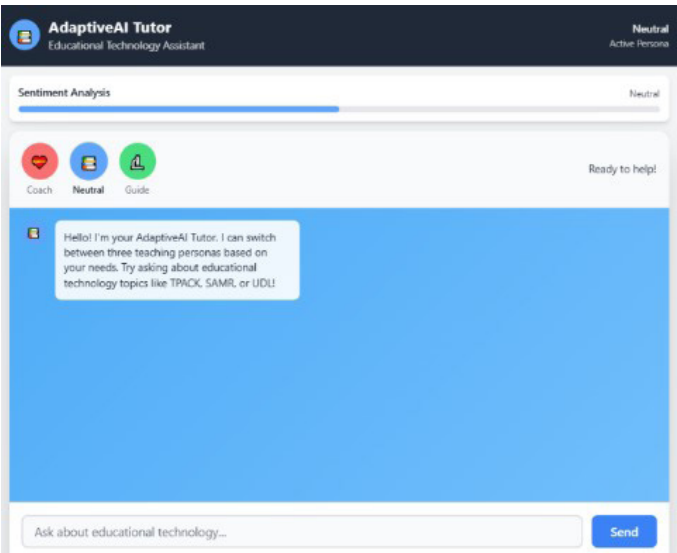 AdaptiveAI Tutor
Educational Technology Assistant
Neutral
Active Persona
Sentiment Analysis
Neutral
Coach
Neutral
Guide
Ready to help!
Hello! I'm your AdaptiveAI Tutor. I can switch
between three teaching personas based on
your needs. Try asking about educational
technology topics like TPACK, SAMR, or UDL!
Ask about educational technology...
Send